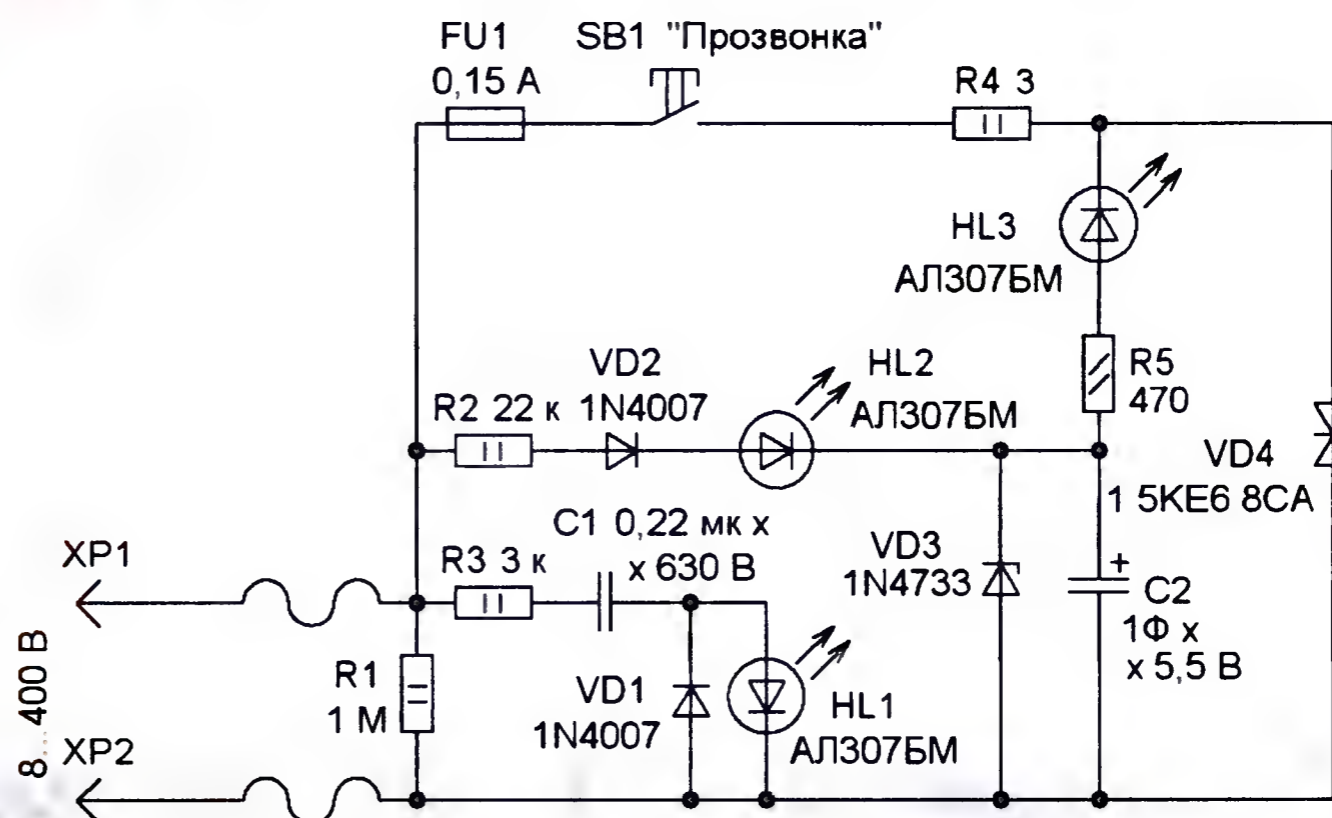 FU1
0,15 А
SB1 "Прозвонка"
R4 3
HL3
АЛ307БМ
R5
470
VD2
1N4007
R2 22 к
HL2
АЛ307БМ
VD4
1 5KE6 8CA
C1 0,22 мк х
х 630 В
VD3
1N4733
+
C2
1Ф х
х 5,5 В
XP1
R3 3 к
8... 400 В
R1
1 М
VD1
1N4007
HL1
АЛ307БМ
XP2